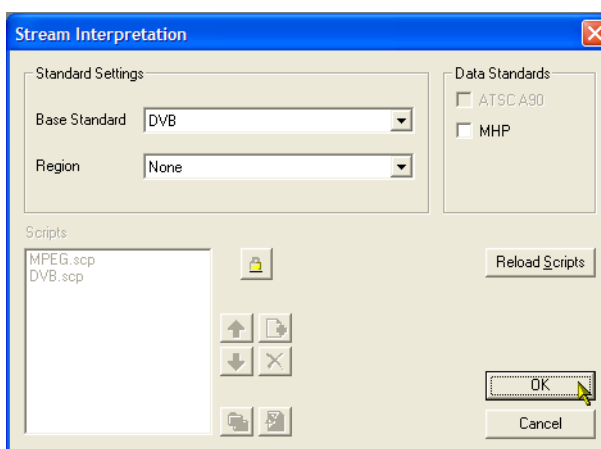 Stream Interpretation
Standard Settings
Base Standard DVB
Region None
Data Standards
ATSC A90
MHP
Scripts
MPEG.scp
DVB.scp
Reload Scripts
OK
Cancel